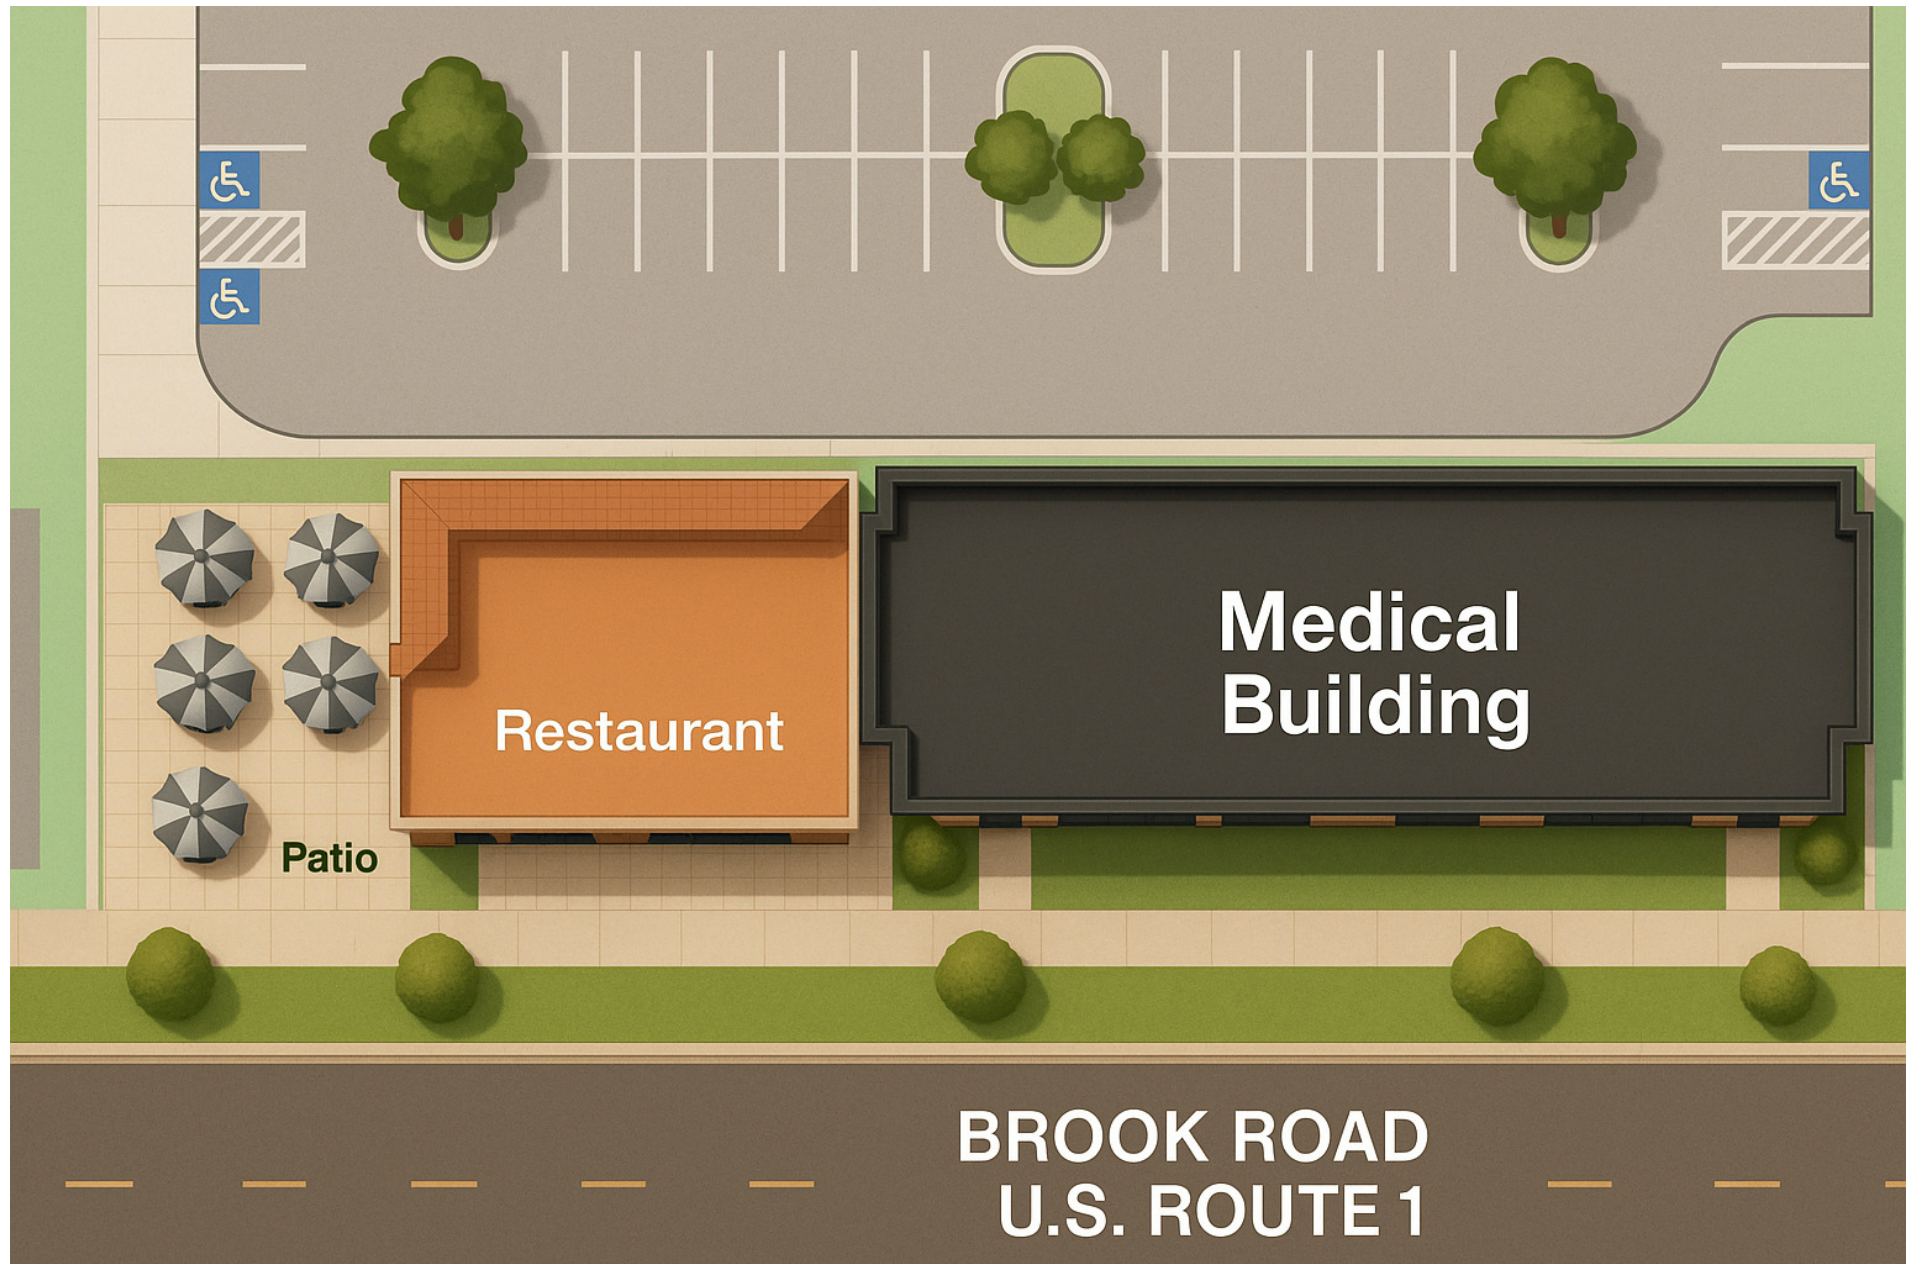 Medical
Building
Restaurant
Patio
BROOK ROAD
U.S. ROUTE 1